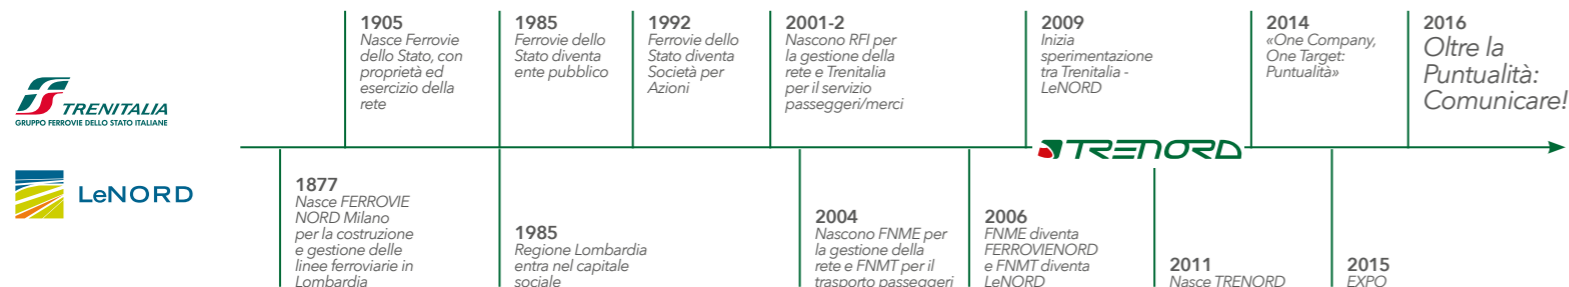 1905
Nasce Ferrovie
dello Stato, con
proprietà ed
esercizio della
rete
1985
Ferrovie dello
Stato diventa
ente pubblico
1992
Ferrovie dello
Stato diventa
Società per
Azioni
2001-2
Nascono RFI per
la gestione della
rete e Trenitalia
per il servizio
passeggeri/merci
2009
Inizia
sperimentazione
tra Trenitalia -
LeNORD
2014
«One Company,
One Target:
Puntualità»
2016
Oltre la
Puntualità:
Comunicare!
TRENITALIA
GRUPPO FERROVIE DELLO STATO ITALIANE
TRENORD
LeNORD
1877
Nasce FERROVIE
NORD Milano
per la costruzione
e gestione delle
linee ferroviarie in
Lombardia
1985
Regione Lombardia
entra nel capitale
sociale
2004
Nascono FNME per
la gestione della
rete e FNMT per il
trasporto passeggeri
2006
FNME diventa
FERROVIENORD
e FNMT diventa
LeNORD
2011
Nasce TRENORD
2015
EXPO